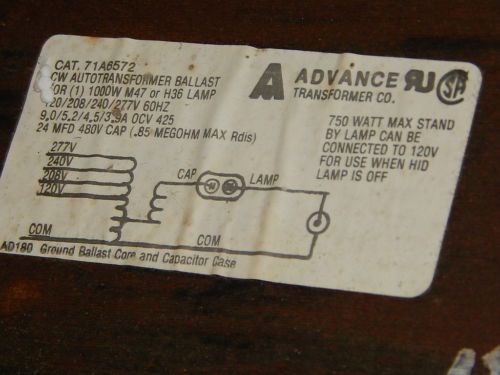 CAT. 71A6572
CW AUTOTRANSFORMER BALLAST
FOR (1) 1000W M47 or H36 LAMP
120/208/240/277V 60HZ
9,0/5,2/4,5/3,9A OCV 425
24 MFD 480V CAP (.85 MEGOHM MAX Rdis)
A ADVANCE
TRANSFORMER CO.
RU SA
750 WATT MAX STAND
BY LAMP CAN BE
CONNECTED TO 120V
FOR USE WHEN HID
LAMP IS OFF
277V
240V
208V
120V
CAP LAMP
COM COM
AD180 Ground Ballast Core and Capacitor Case